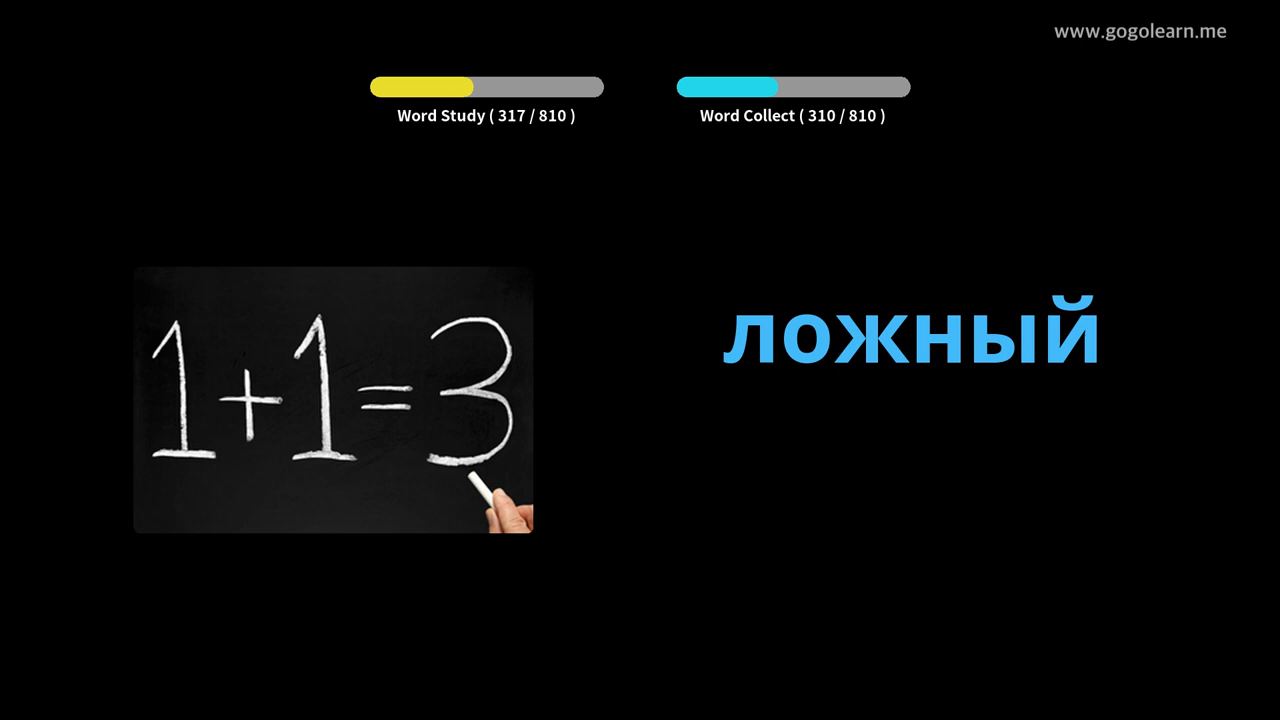 www.gogolearn.me
Word Study ( 317 / 810 )
Word Collect ( 310 / 810 )
1+1=3
ложный